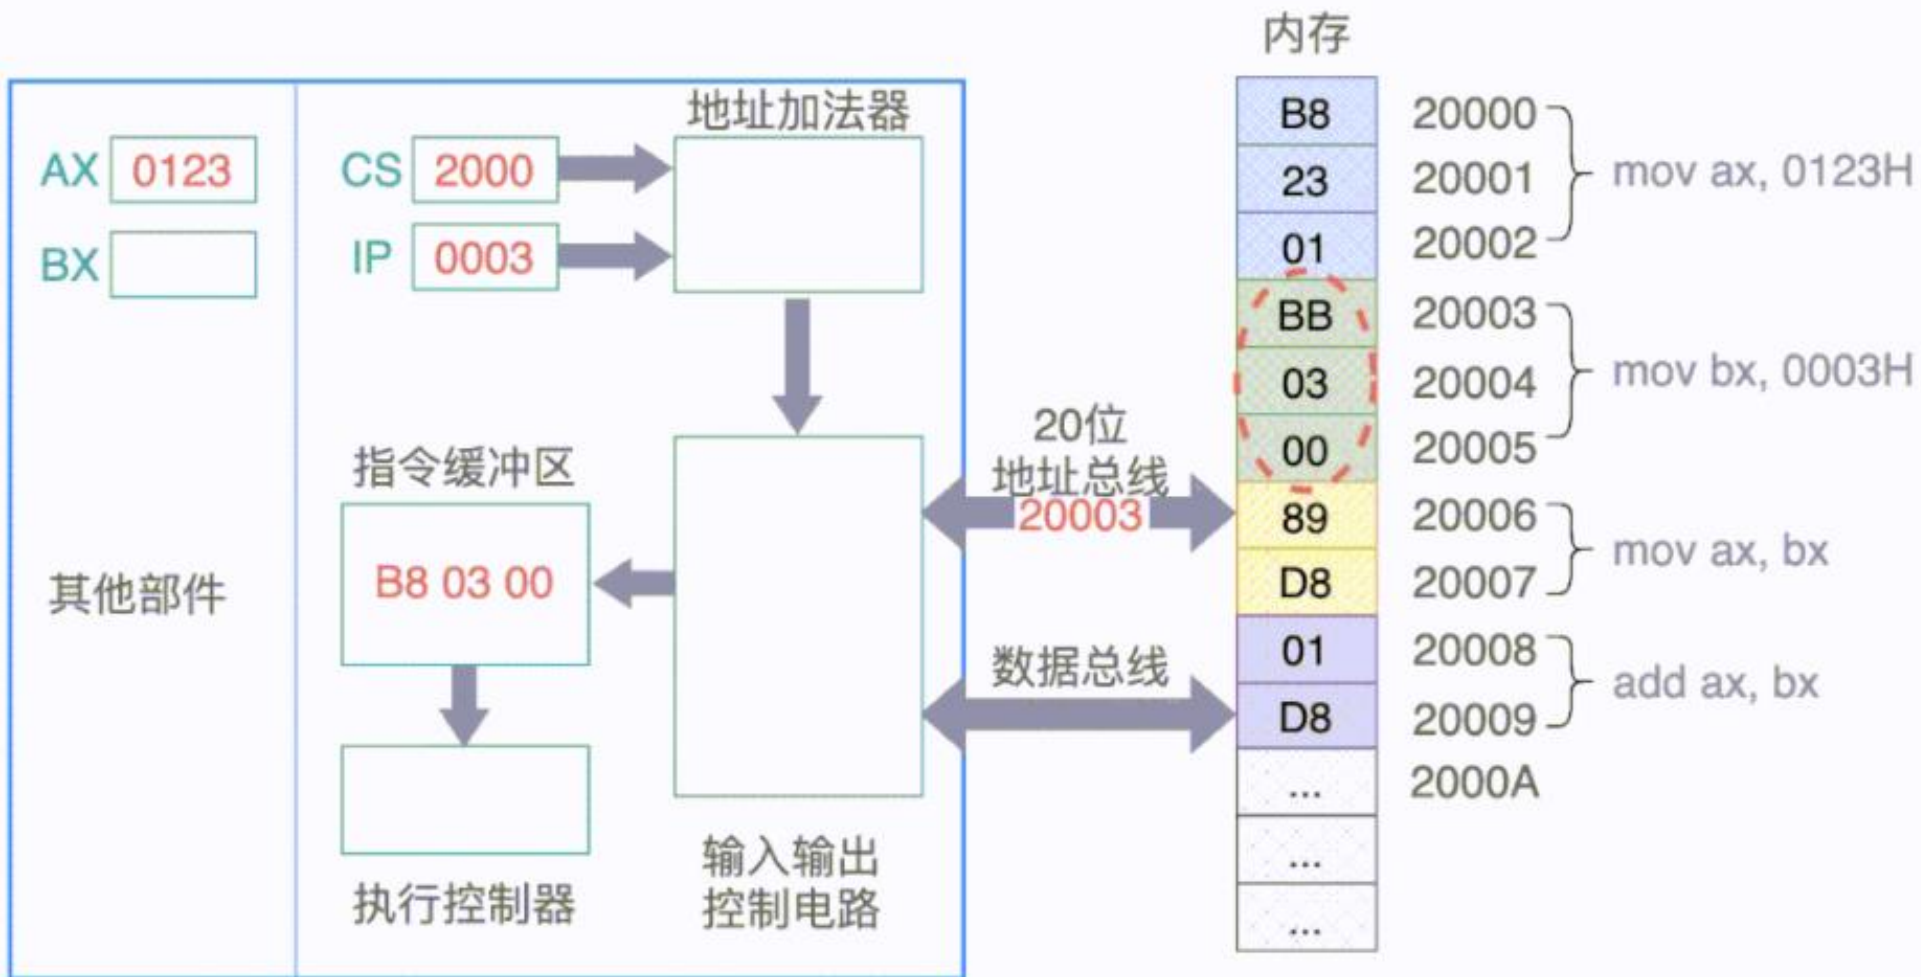 内存
地址加法器
AX 0123
CS 2000
BX
IP 0003
B8 20000
23 20001
01 20002
mov ax, 0123H
BB 20003
03 20004
00 20005
mov bx, 0003H
89 20006
D8 20007
mov ax, bx
01 20008
D8 20009
add ax, bx
... 2000A
...
...
20位
地址总线
20003
数据总线
指令缓冲区
B8 03 00
其他部件
执行控制器
输入输出
控制电路